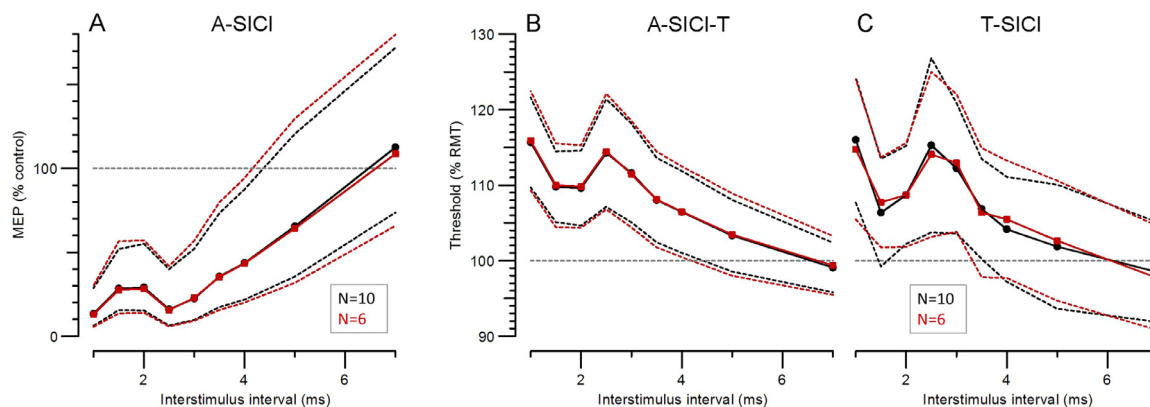 A
A-SICI
MEP (% control)
100
0
N=10
N=6
2
4
6
Interstimulus interval (ms)
B
A-SICI-T
Threshold (% RMT)
130
120
110
100
90
2
4
6
Interstimulus interval (ms)
C
T-SICI
N=10
N=6
2
4
6
Interstimulus interval (ms)